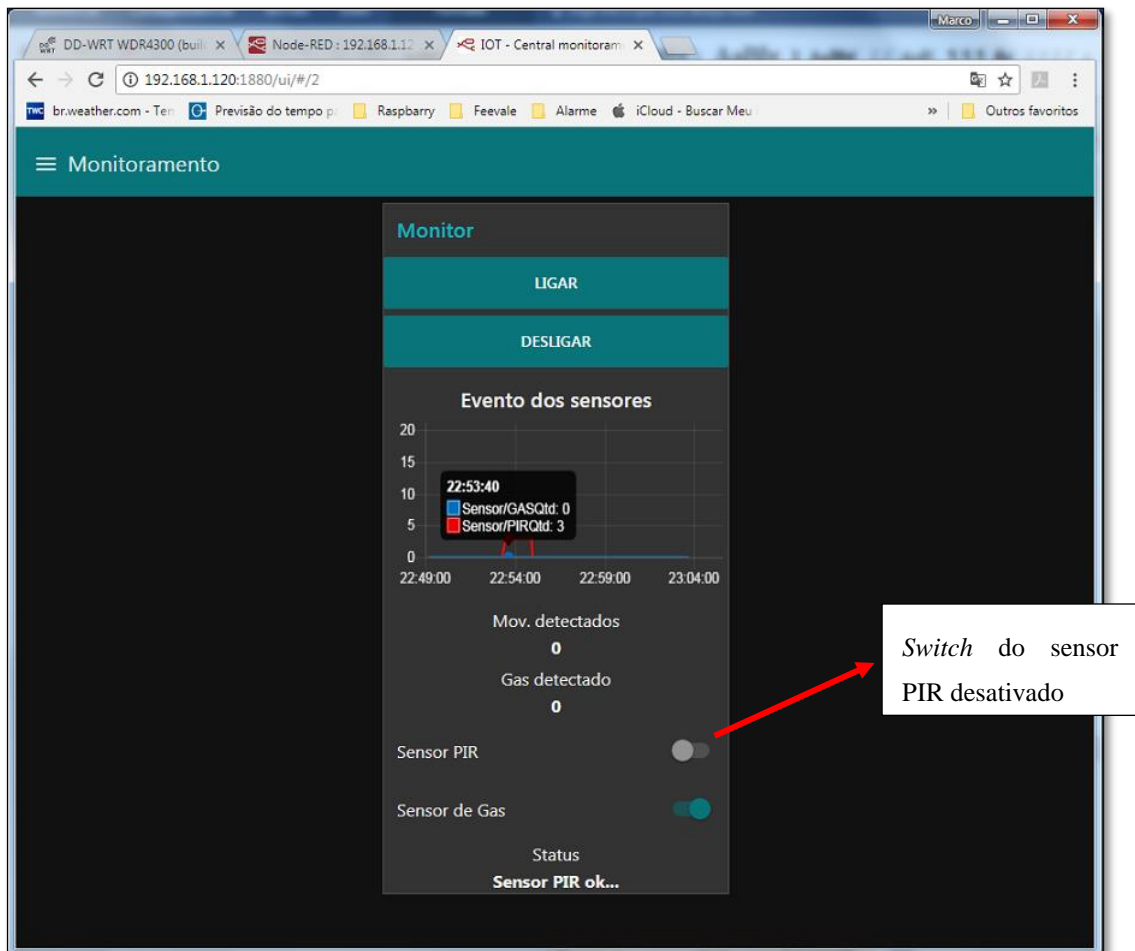 Marco
DD-WRT WDR4300 (buil
Node-RED : 192.168.1.12
IOT - Central monitoram
192.168.1.120:1880/ui/#/2
br.weather.com - Ten
Previsão do tempo p
Raspbarry
Feevale
Alarme
iCloud - Buscar Meu
»
Outros favoritos
Monitoramento
Monitor
LIGAR
DESLIGAR
Evento dos sensores
20
15
10
5
0
22:53:40
Sensor/GASQtd: 0
Sensor/PIRQtd: 3
22:49:00 22:54:00 22:59:00 23:04:00
Mov. detectados
0
Gas detectado
0
Switch do sensor
PIR desativado
Sensor PIR
Sensor de Gas
Status
Sensor PIR ok...